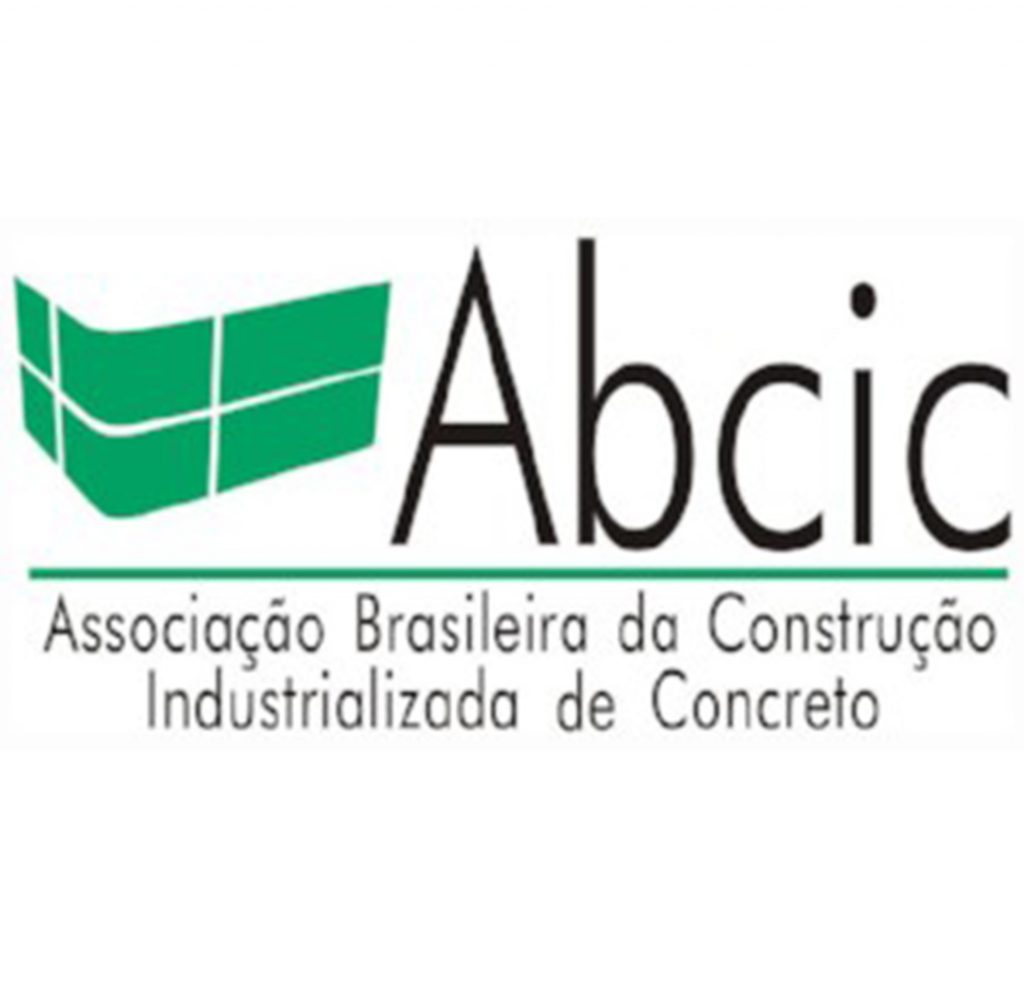 Abcic
Associação Brasileira da Construção
Industrializada de Concreto